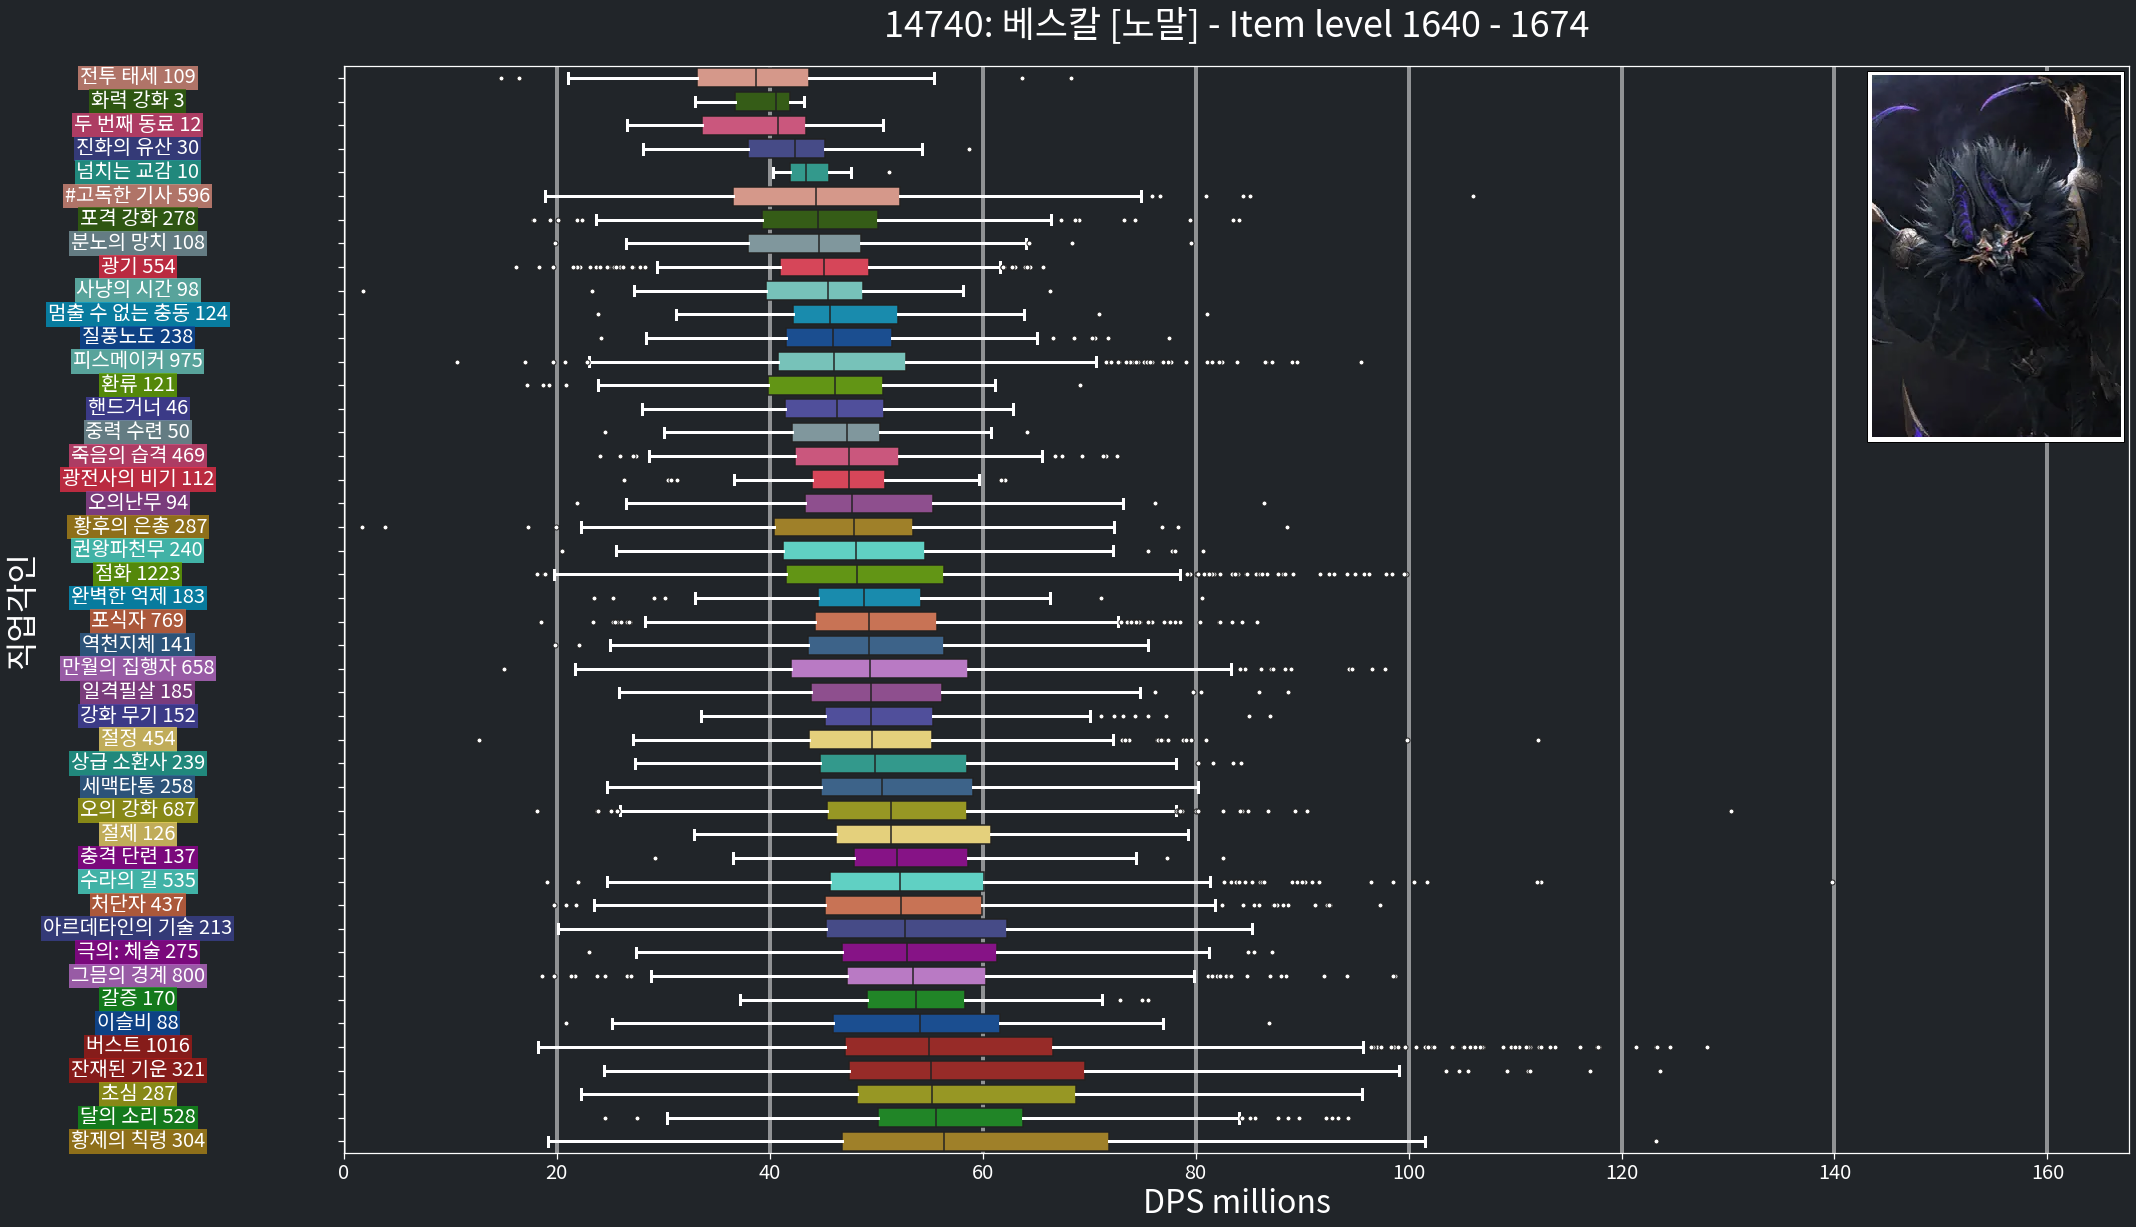 14740: 베스칼 [노말] - Item level 1640 - 1674
전투 태세 109
화력 강화 3
두 번째 동료 12
진화의 유산 30
넘치는 교감 10
#고독한 기사 596
포격 강화 278
분노의 망치 108
광기 554
사냥의 시간 98
멈출 수 없는 충동 124
질풍노도 238
피스메이커 975
환류 121
핸드거너 46
중력 수련 50
죽음의 습격 469
광전사의 비기 112
오의난무 94
황후의 은총 287
권왕파천무 240
점화 1223
완벽한 억제 183
포식자 769
역천지체 141
만월의 집행자 658
일격필살 185
강화 무기 152
절정 454
상급 소환사 239
세맥타통 258
오의 강화 687
절제 126
충격 단련 137
수라의 길 535
처단자 437
아르데타인의 기술 213
극의: 체술 275
그믐의 경계 800
갈증 170
이슬비 88
버스트 1016
잔재된 기운 321
초심 287
달의 소리 528
황제의 칙령 304
직업각인
0 20 40 60 80 100 120 140 160
DPS millions